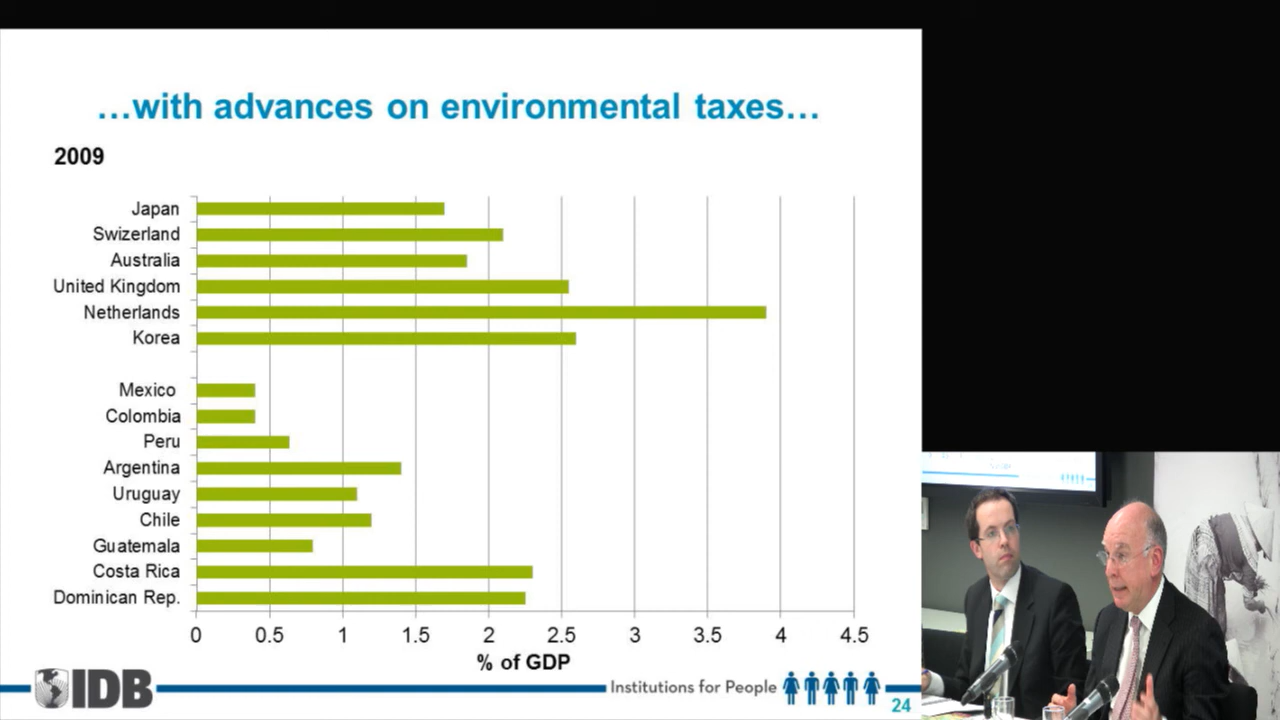 …with advances on environmental taxes…
2009
Japan
Swizerland
Australia
United Kingdom
Netherlands
Korea
Mexico
Colombia
Peru
Argentina
Uruguay
Chile
Guatemala
Costa Rica
Dominican Rep.
0 0.5 1 1.5 2 2.5 3 3.5 4 4.5
% of GDP
IDB
Institutions for People
24